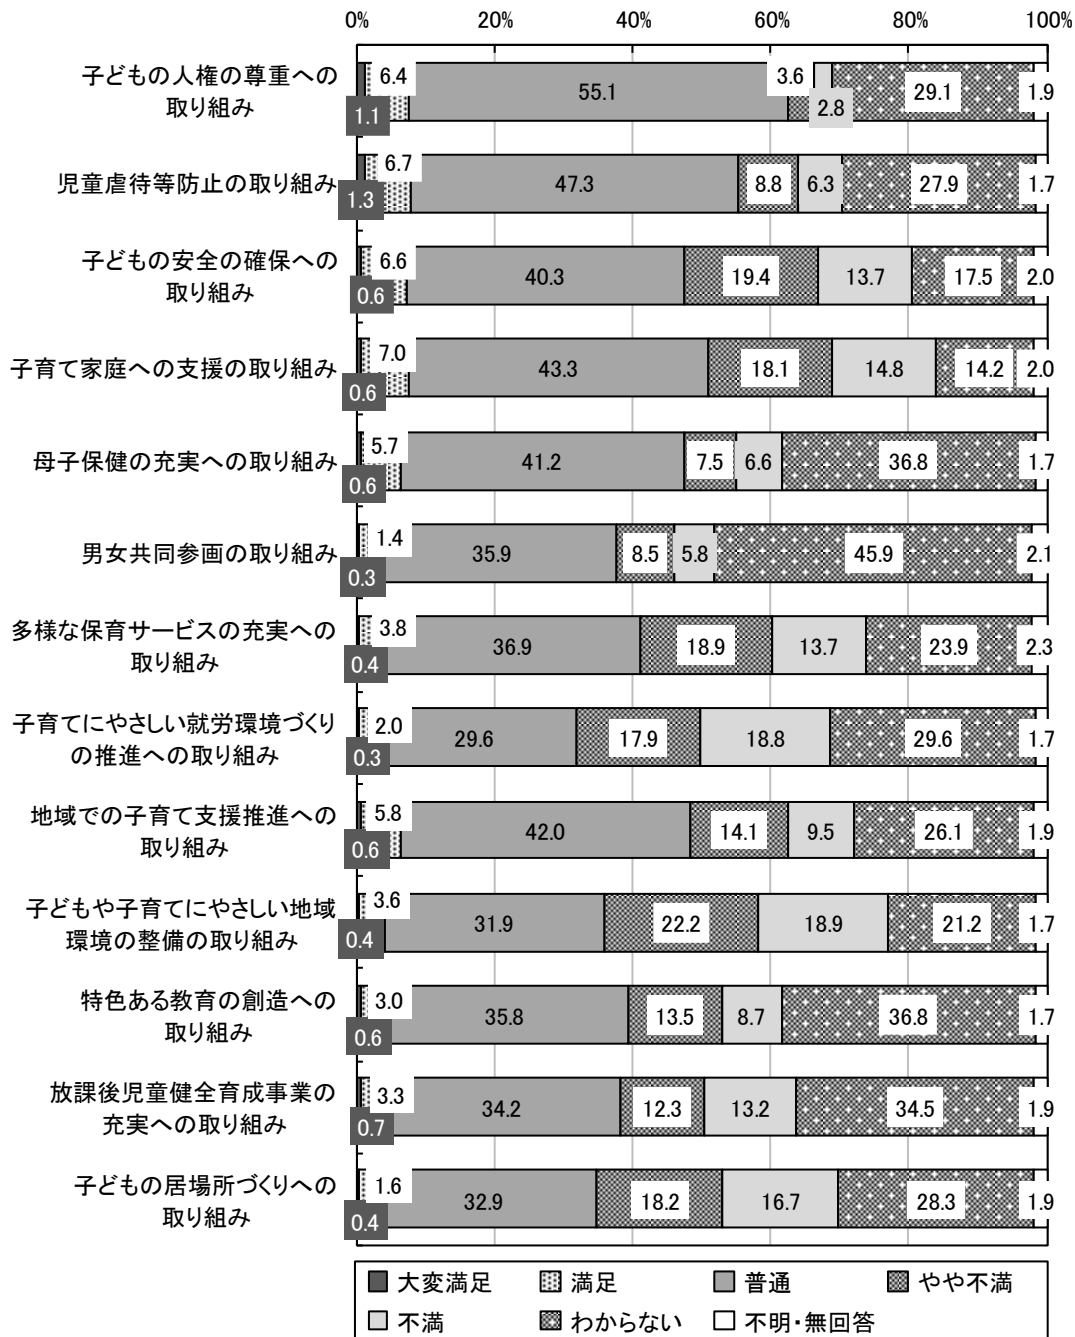 0% 20% 40% 60% 80% 100%
子どもの人権の尊重への
取り組み
1.1 6.4 55.1 3.6 2.8 29.1 1.9
児童虐待等防止の取り組み
1.3 6.7 47.3 8.8 6.3 27.9 1.7
子どもの安全の確保への
取り組み
0.6 6.6 40.3 19.4 13.7 17.5 2.0
子育て家庭への支援の取り組み
0.6 7.0 43.3 18.1 14.8 14.2 2.0
母子保健の充実への取り組み
0.6 5.7 41.2 7.5 6.6 36.8 1.7
男女共同参画の取り組み
0.3 1.4 35.9 8.5 5.8 45.9 2.1
多様な保育サービスの充実への
取り組み
0.4 3.8 36.9 18.9 13.7 23.9 2.3
子育てにやさしい就労環境づくり
の推進への取り組み
0.3 2.0 29.6 17.9 18.8 29.6 1.7
地域での子育て支援推進への
取り組み
0.6 5.8 42.0 14.1 9.5 26.1 1.9
子どもや子育てにやさしい地域
環境の整備の取り組み
0.4 3.6 31.9 22.2 18.9 21.2 1.7
特色ある教育の創造への
取り組み
0.6 3.0 35.8 13.5 8.7 36.8 1.7
放課後児童健全育成事業の
充実への取り組み
0.7 3.3 34.2 12.3 13.2 34.5 1.9
子どもの居場所づくりへの
取り組み
0.4 1.6 32.9 18.2 16.7 28.3 1.9
大変満足 満足 普通 やや不満
不満 わからない 不明・無回答